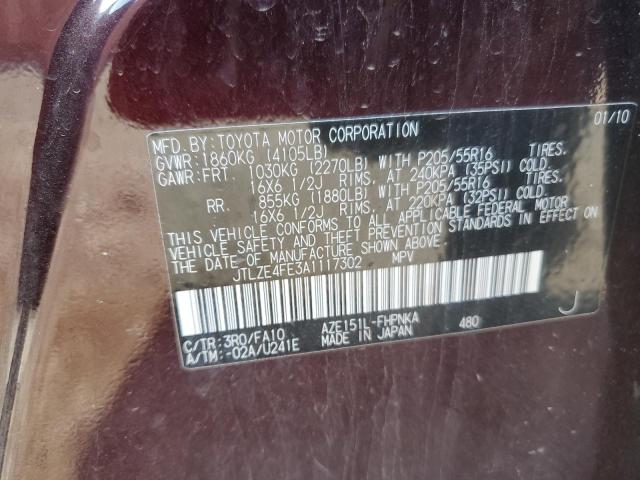 MFD. BY: TOYOTA MOTOR CORPORATION 01/10
GVWR: 1860KG (4105LB)
GAWR: FRT. 1030KG (2270LB) WITH P205/55R16 TIRES,
16X6 1/2J RIMS, AT 240KPA (35PSI) COLD.
RR. 855KG (1880LB) WITH P205/55R16 TIRES,
16X6 1/2J RIMS, AT 220KPA (32PSI) COLD.
THIS VEHICLE CONFORMS TO ALL APPLICABLE FEDERAL MOTOR
VEHICLE SAFETY AND THEFT PREVENTION STANDARDS IN EFFECT ON
THE DATE OF MANUFACTURE SHOWN ABOVE.
JTLZE4FE3A1117302 MPV
C/TR: 3R0/FA10 AZE151L-FHPNKA 480 J
A/TM: -02A/U241E MADE IN JAPAN